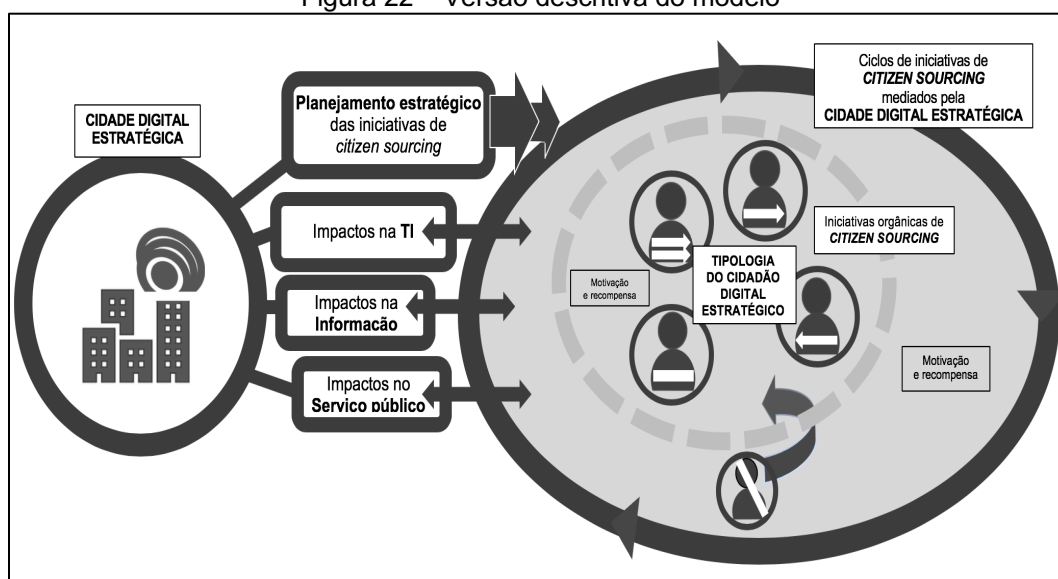 Figura 22 – Versão descritiva do modelo
CIDADE DIGITAL
ESTRATÉGICA
Planejamento estratégico
das iniciativas de
citizen sourcing
Impactos na TI
Impactos na
Informação
Impactos no
Serviço público
Ciclos de iniciativas de
CITIZEN SOURCING
mediados pela
CIDADE DIGITAL ESTRATÉGICA
Iniciativas orgânicas de
CITIZEN SOURCING
TIPOLOGIA
DO CIDADÃO
DIGITAL
ESTRATÉGICO
Motivação
e recompensa
Motivação
e recompensa